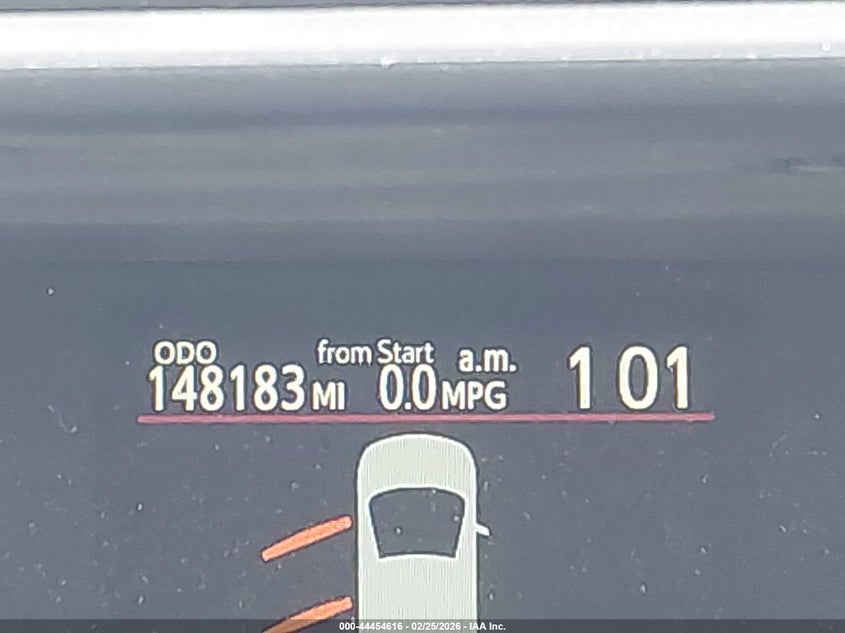 ODO from Start a.m. 1 01
148183 MI 0.0 MPG
000-44454616 - 02/25/2026 - IAA Inc.